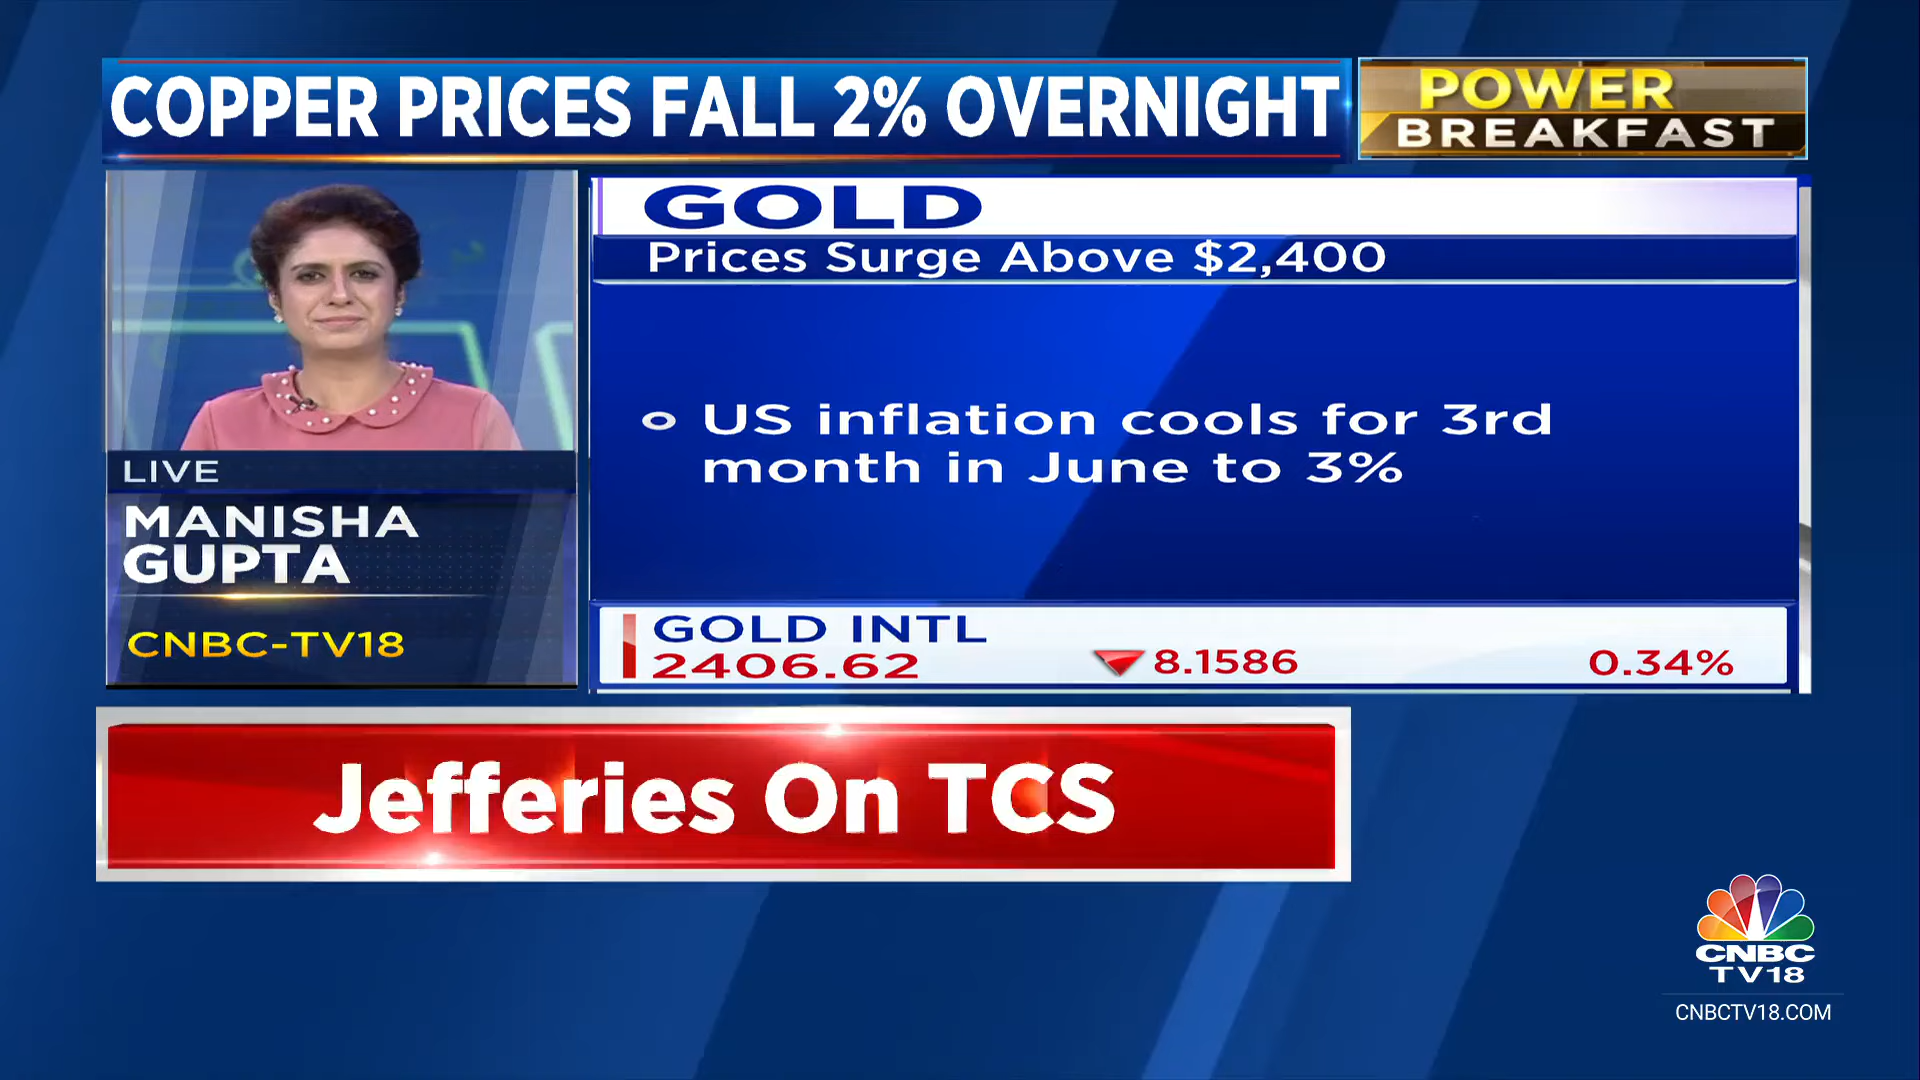 COPPER PRICES FALL 2% OVERNIGHT
POWER
BREAKFAST
GOLD
Prices Surge Above $2,400
US inflation cools for 3rd
month in June to 3%
LIVE
MANISHA
GUPTA
CNBC-TV18
GOLD INTL
2406.62 8.1586 0.34%
Jefferies On TCS
CNBC
TV18
CNBCTV18.COM